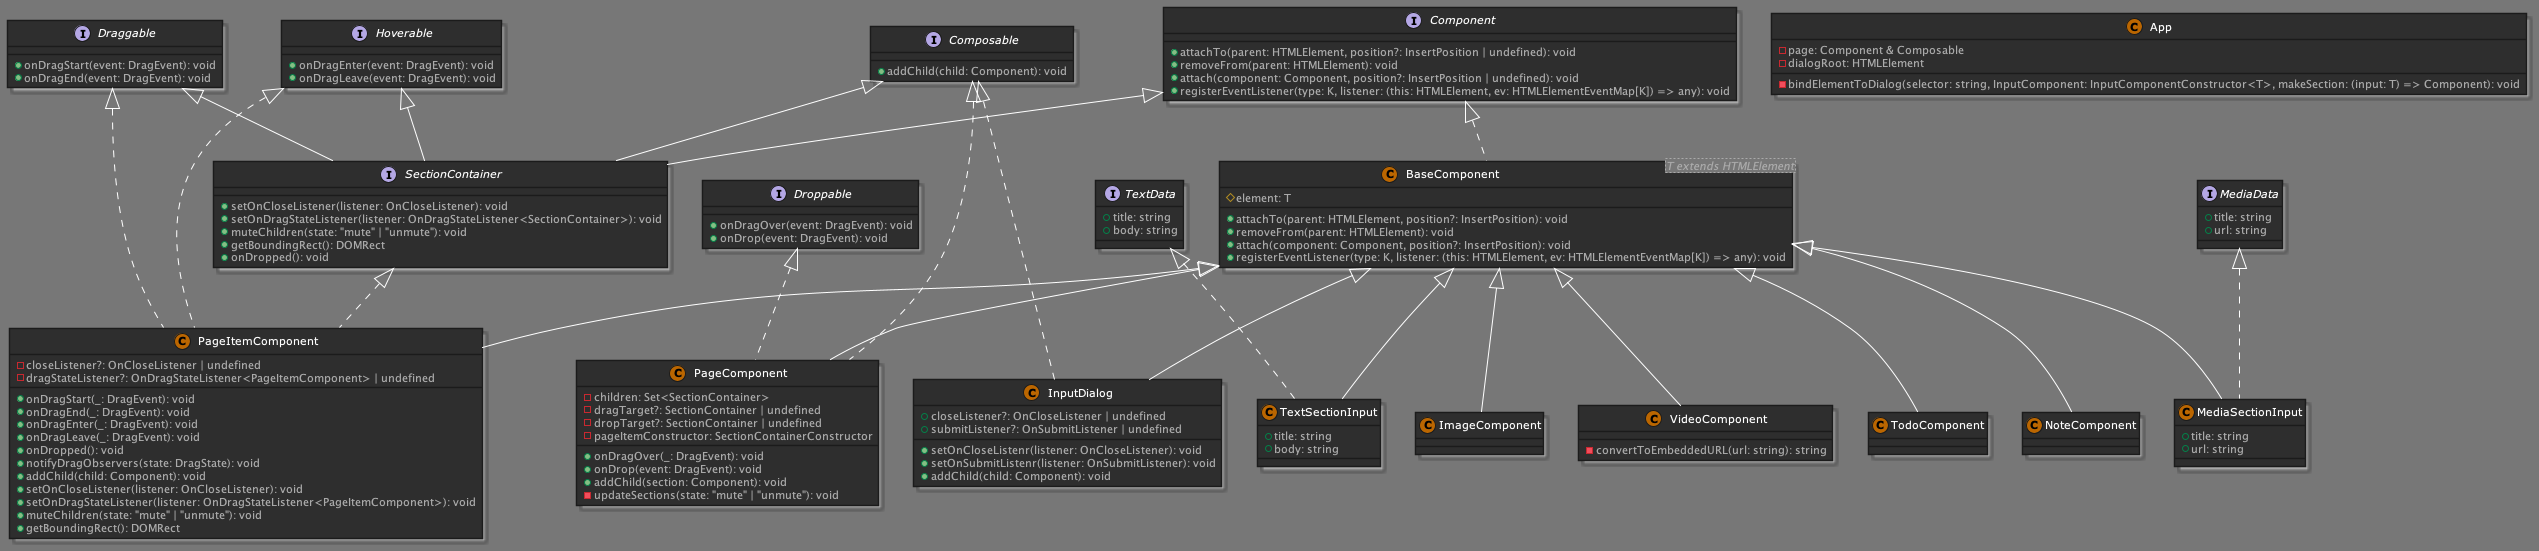 I Draggable
onDragStart(event: DragEvent): void
onDragEnd(event: DragEvent): void
I Hoverable
onDragEnter(event: DragEvent): void
onDragLeave(event: DragEvent): void
I Composable
addChild(child: Component): void
I Component
attachTo(parent: HTMLElement, position?: InsertPosition | undefined): void
removeFrom(parent: HTMLElement): void
attach(component: Component, position?: InsertPosition | undefined): void
registerEventListener(type: K, listener: (this: HTMLElement, ev: HTMLElementEventMap[K]) => any): void
C App
page: Component & Composable
dialogRoot: HTMLElement
bindElementToDialog(selector: string, InputComponent: InputComponentConstructor<T>, makeSection: (input: T) => Component): void
I SectionContainer
setOnCloseListener(listener: OnCloseListener): void
setOnDragStateListener(listener: OnDragStateListener<SectionContainer>): void
muteChildren(state: "mute" | "unmute"): void
getBoundingRect(): DOMRect
onDropped(): void
I Droppable
onDragOver(event: DragEvent): void
onDrop(event: DragEvent): void
I TextData
title: string
body: string
T extends HTMLElement
C BaseComponent
element: T
attachTo(parent: HTMLElement, position?: InsertPosition): void
removeFrom(parent: HTMLElement): void
attach(component: Component, position?: InsertPosition): void
registerEventListener(type: K, listener: (this: HTMLElement, ev: HTMLElementEventMap[K]) => any): void
I MediaData
title: string
url: string
C PageItemComponent
closeListener?: OnCloseListener | undefined
dragStateListener?: OnDragStateListener<PageItemComponent> | undefined
onDragStart(_: DragEvent): void
onDragEnd(_: DragEvent): void
onDragEnter(_: DragEvent): void
onDragLeave(_: DragEvent): void
onDropped(): void
notifyDragObservers(state: DragState): void
addChild(child: Component): void
setOnCloseListener(listener: OnCloseListener): void
setOnDragStateListener(listener: OnDragStateListener<PageItemComponent>): void
muteChildren(state: "mute" | "unmute"): void
getBoundingRect(): DOMRect
C PageComponent
children: Set<SectionContainer>
dragTarget?: SectionContainer | undefined
dropTarget?: SectionContainer | undefined
pageItemConstructor: SectionContainerConstructor
onDragOver(_: DragEvent): void
onDrop(event: DragEvent): void
addChild(section: Component): void
updateSections(state: "mute" | "unmute"): void
C InputDialog
closeListener?: OnCloseListener | undefined
submitListener?: OnSubmitListener | undefined
setOnCloseListenr(listener: OnCloseListener): void
setOnSubmitListenr(listener: OnSubmitListener): void
addChild(child: Component): void
C TextSectionInput
title: string
body: string
C ImageComponent
C VideoComponent
convertToEmbeddedURL(url: string): string
C TodoComponent
C NoteComponent
C MediaSectionInput
title: string
url: string